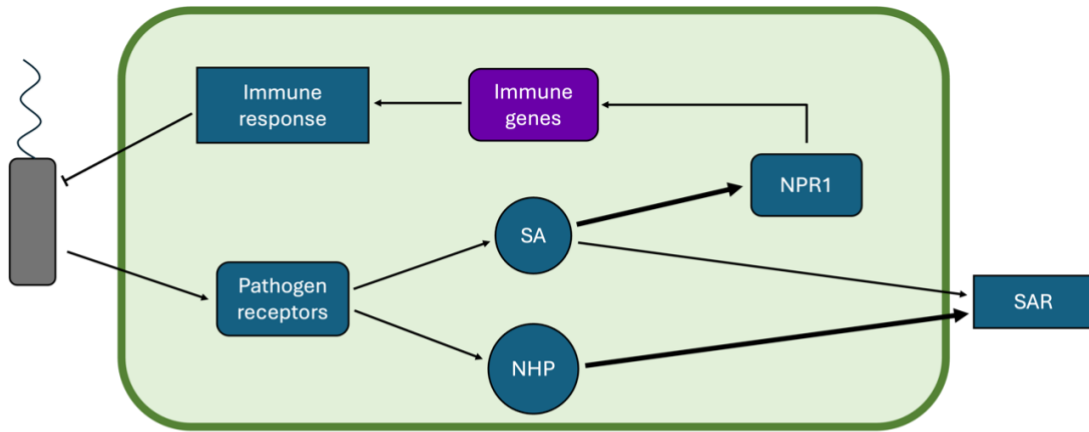 Immune
response
Immune
genes
NPR1
SA
Pathogen
receptors
SAR
NHP